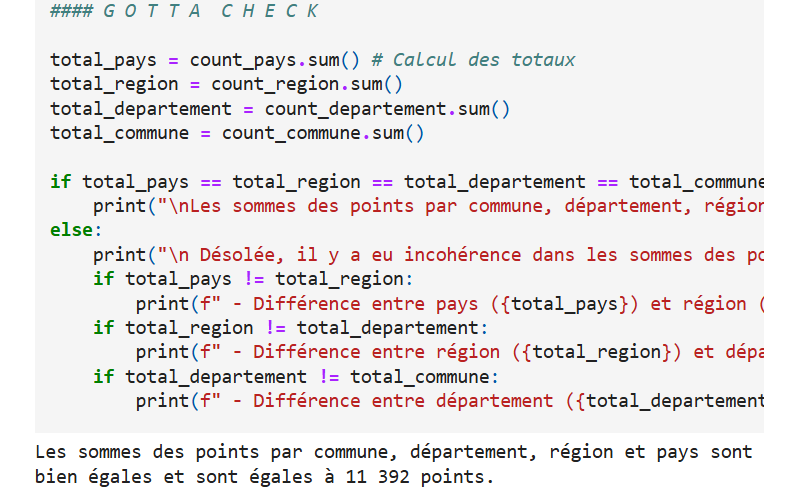 #### G O T T A  C H E C K
total_pays = count_pays.sum() # Calcul des totaux
total_region = count_region.sum()
total_departement = count_departement.sum()
total_commune = count_commune.sum()
if total_pays == total_region == total_departement == total_commune
print("\nLes sommes des points par commune, département, région
else:
print("\n Désolée, il y a eu incohérence dans les sommes des po
if total_pays != total_region:
print(f" - Différence entre pays ({total_pays}) et région (
if total_region != total_departement:
print(f" - Différence entre région ({total_region}) et dépa
if total_departement != total_commune:
print(f" - Différence entre département ({total_departement
Les sommes des points par commune, département, région et pays sont
bien égales et sont égales à 11 392 points.